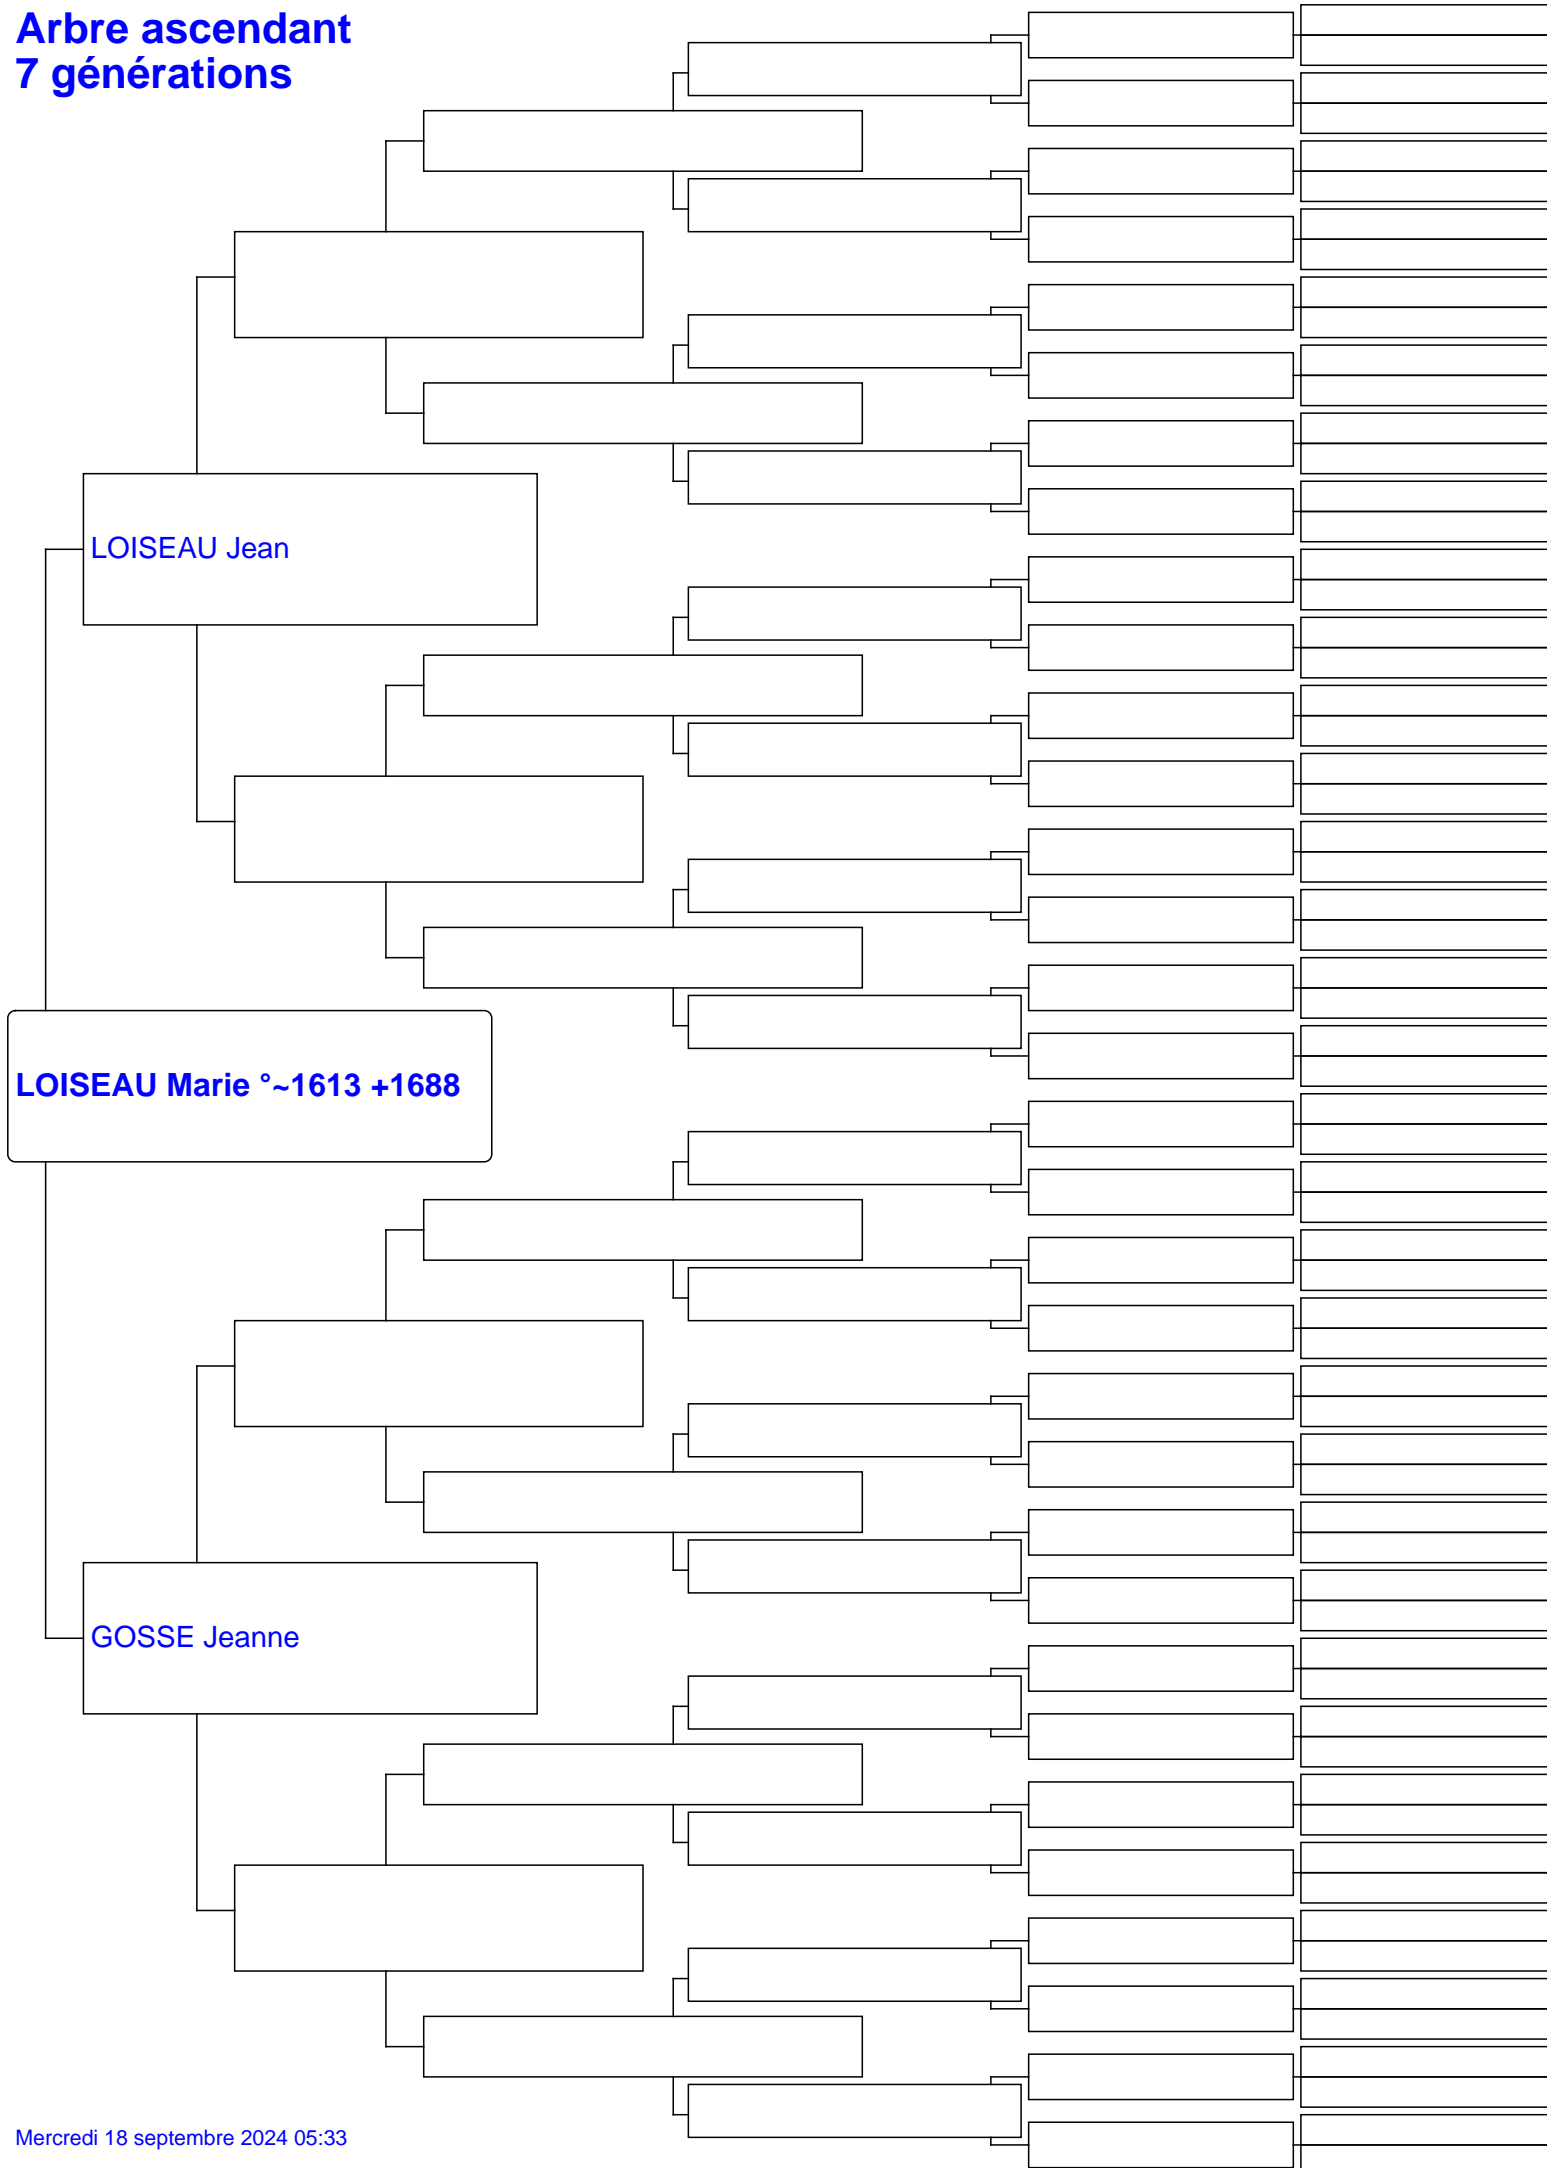 Arbre ascendant
7 générations
LOISEAU Jean
LOISEAU Marie °~1613 +1688
GOSSE Jeanne
Mercredi 18 septembre 2024 05:33